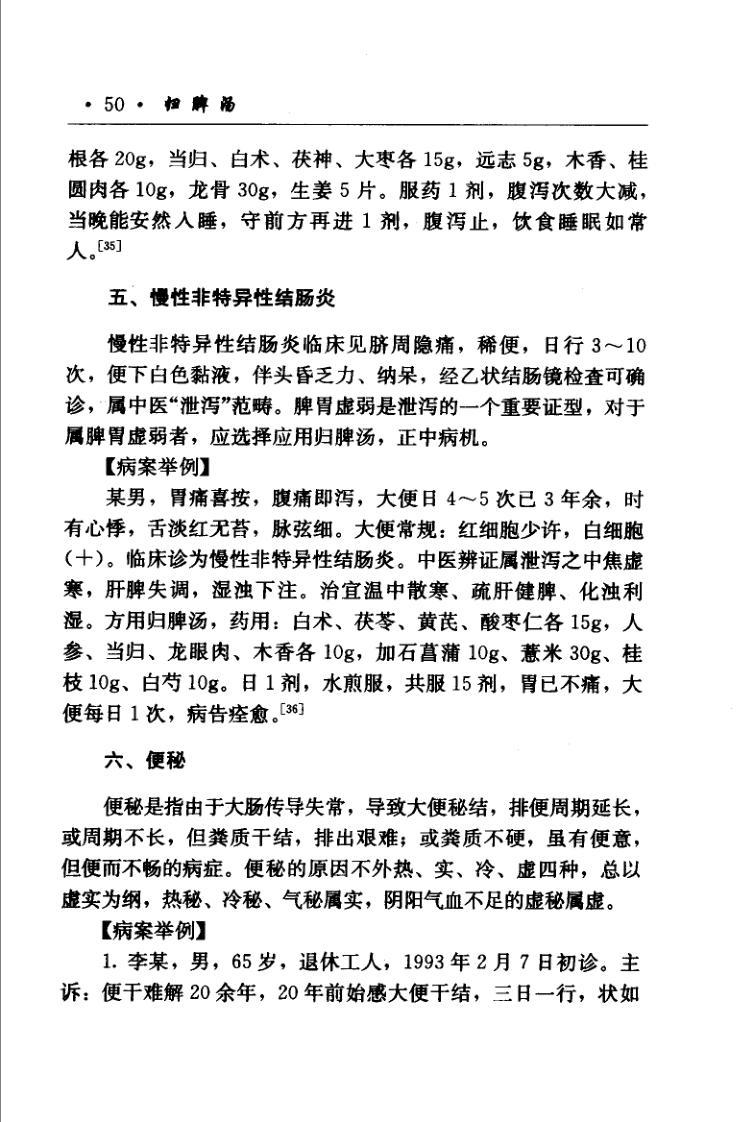 · 50 · 归脾汤
根各 20g，当归、白术、茯神、大枣各 15g，远志 5g，木香、桂
圆肉各 10g，龙骨 30g，生姜 5 片。服药 1 剂，腹泻次数大减，
当晚能安然入睡，守前方再进 1 剂，腹泻止，饮食睡眠如常
人。[35]
五、慢性非特异性结肠炎
慢性非特异性结肠炎临床见脐周隐痛，稀便，日行 3～10
次，便下白色黏液，伴头昏乏力、纳呆，经乙状结肠镜检查可确
诊，属中医“泄泻”范畴。脾胃虚弱是泄泻的一个重要证型，对于
属脾胃虚弱者，应选择应用归脾汤，正中病机。
【病案举例】
某男，胃痛喜按，腹痛即泻，大便日 4～5 次已 3 年余，时
有心悸，舌淡红无苔，脉弦细。大便常规：红细胞少许，白细胞
（十）。临床诊为慢性非特异性结肠炎。中医辨证属泄泻之中焦虚
寒，肝脾失调，湿浊下注。治宜温中散寒、疏肝健脾、化浊利
湿。方用归脾汤，药用：白术、茯苓、黄芪、酸枣仁各 15g，人
参、当归、龙眼肉、木香各 10g，加石菖蒲 10g、薏米 30g、桂
枝 10g、白芍 10g。日 1 剂，水煎服，共服 15 剂，胃已不痛，大
便每日 1 次，病告痊愈。[36]
六、便秘
便秘是指由于大肠传导失常，导致大便秘结，排便周期延长，
或周期不长，但粪质干结，排出艰难；或粪质不硬，虽有便意，
但便而不畅的病症。便秘的原因不外热、实、冷、虚四种，总以
虚实为纲，热秘、冷秘、气秘属实，阴阳气血不足的虚秘属虚。
【病案举例】
1. 李某，男，65 岁，退休工人，1993 年 2 月 7 日初诊。主
诉：便干难解 20 余年，20 年前始感大便干结，三日一行，状如